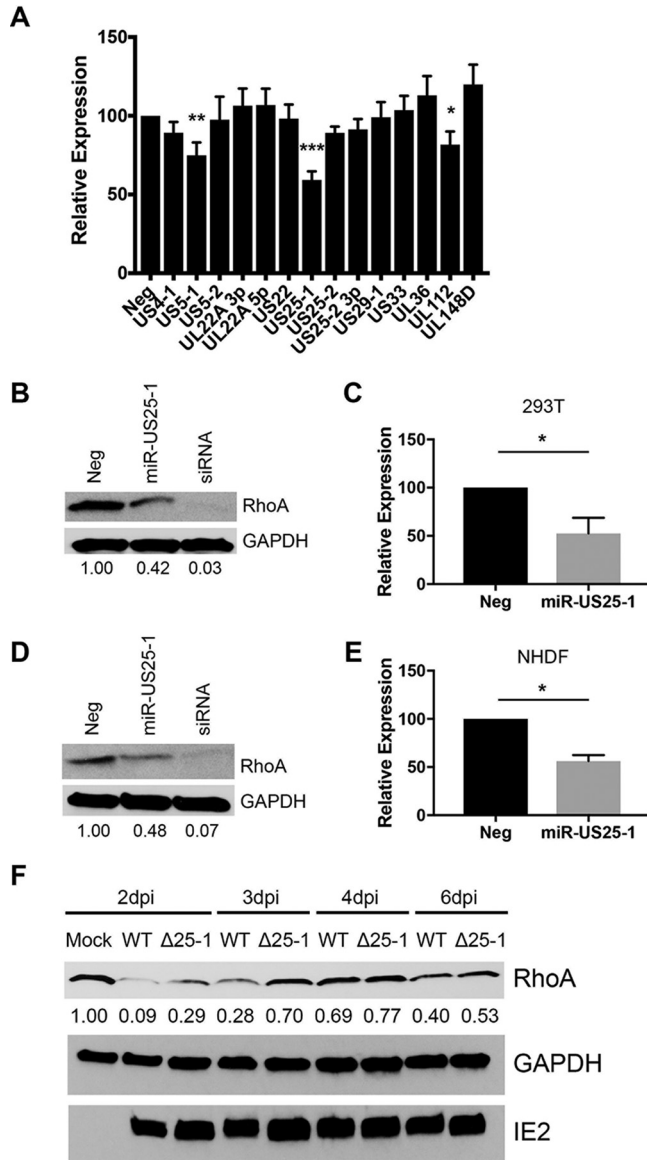 A
Relative Expression
150
100
50
0
** *** *
Neg US4-1 US5-1 US5-2 UL22A 3p UL22A 5p US22 US25-1 US25-2 US25-2 3p US29-1 US33 UL36 UL112 UL148D
B
Neg miR-US25-1 siRNA
RhoA
GAPDH
1.00 0.42 0.03
C
293T
Relative Expression
150
100
50
0
*
Neg miR-US25-1
D
Neg miR-US25-1 siRNA
RhoA
GAPDH
1.00 0.48 0.07
E
NHDF
Relative Expression
150
100
50
0
*
Neg miR-US25-1
F
2dpi 3dpi 4dpi 6dpi
Mock WT Δ25-1 WT Δ25-1 WT Δ25-1 WT Δ25-1
RhoA
1.00 0.09 0.29 0.28 0.70 0.69 0.77 0.40 0.53
GAPDH
IE2